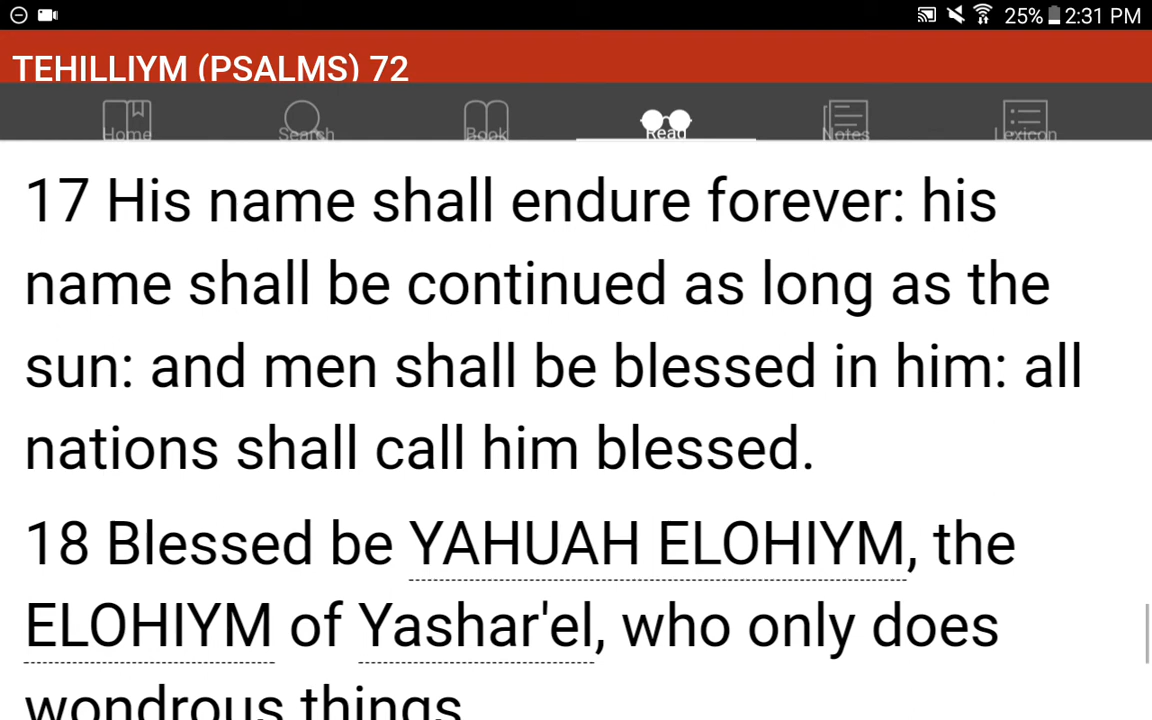 25% 2:31 PM
TEHILLIYM (PSALMS) 72
Home Search Book Read Notes Lexicon
17 His name shall endure forever: his
name shall be continued as long as the
sun: and men shall be blessed in him: all
nations shall call him blessed.
18 Blessed be YAHUAH ELOHIYM, the
ELOHIYM of Yashar'el, who only does
wondrous things